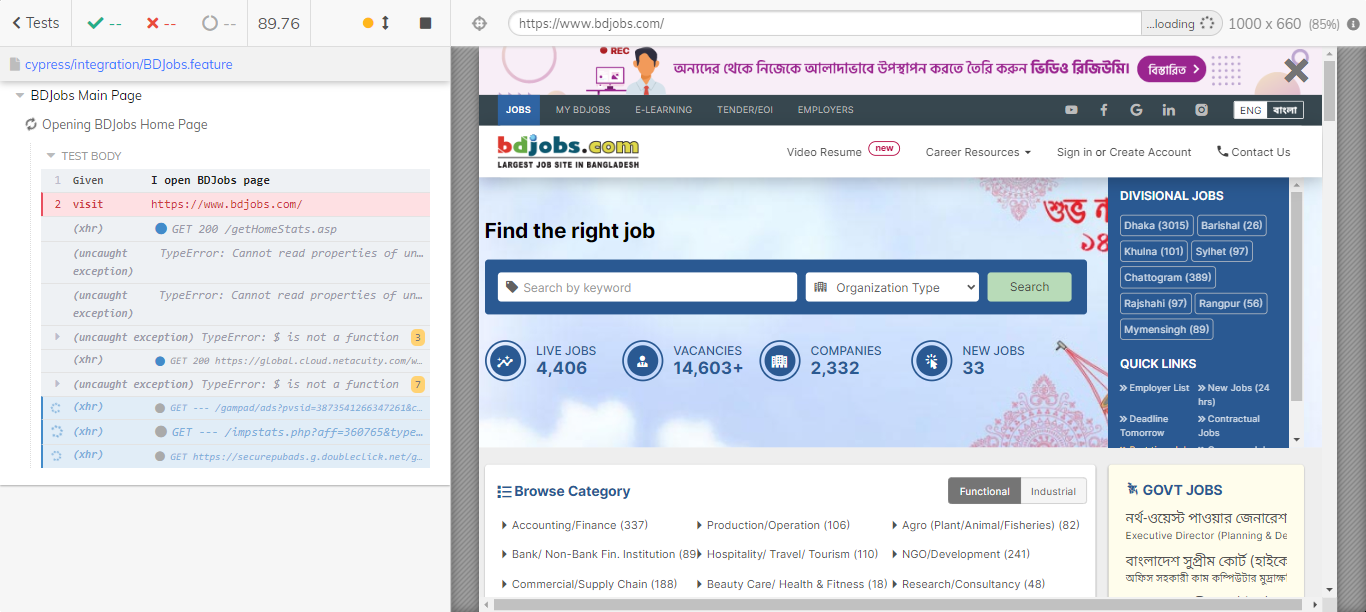 Tests
--
--
--
89.76
https://www.bdjobs.com/
...loading
1000 x 660 (85%)
cypress/integration/BDJobs.feature
BDJobs Main Page
Opening BDJobs Home Page
TEST BODY
1 Given I open BDJobs page
2 visit https://www.bdjobs.com/
(xhr) GET 200 /getHomeStats.asp
(uncaught exception) TypeError: Cannot read properties of un...
(uncaught exception) TypeError: Cannot read properties of un...
(uncaught exception) TypeError: $ is not a function 3
(xhr) GET 200 https://global.cloud.netacuity.com/w...
(uncaught exception) TypeError: $ is not a function 7
(xhr) GET --- /gampad/ads?pvsid=3873541266347261&c...
(xhr) GET --- /impstats.php?aff=360765&type...
(xhr) GET https://securepubads.g.doubleclick.net/g...
REC
অন্যদের থেকে নিজেকে আলাদাভাবে উপস্থাপন করতে তৈরি করুন ভিডিও রিজিউমি।
বিস্তারিত
JOBS MY BDJOBS E-LEARNING TENDER/EOI EMPLOYERS
ENG বাংলা
bdjobs.com
LARGEST JOB SITE IN BANGLADESH
Video Resume new
Career Resources
Sign in or Create Account
Contact Us
শুভ ন
১৪
Find the right job
Search by keyword
Organization Type
Search
LIVE JOBS
4,406
VACANCIES
14,603+
COMPANIES
2,332
NEW JOBS
33
DIVISIONAL JOBS
Dhaka (3015) Barishal (26)
Khulna (101) Sylhet (97)
Chattogram (389)
Rajshahi (97) Rangpur (56)
Mymensingh (89)
QUICK LINKS
» Employer List
» New Jobs (24 hrs)
» Deadline Tomorrow
» Contractual Jobs
Browse Category
Functional Industrial
Accounting/Finance (337)
Production/Operation (106)
Agro (Plant/Animal/Fisheries) (82)
Bank/ Non-Bank Fin. Institution (89)
Hospitality/ Travel/ Tourism (110)
NGO/Development (241)
Commercial/Supply Chain (188)
Beauty Care/ Health & Fitness (18)
Research/Consultancy (48)
GOVT JOBS
নর্থ-ওয়েস্ট পাওয়ার জেনারেশ
Executive Director (Planning & De
বাংলাদেশ সুপ্রীম কোর্ট (হাইকে
অফিস সহকারী কাম কম্পিউটার মুদ্রাক্ষ